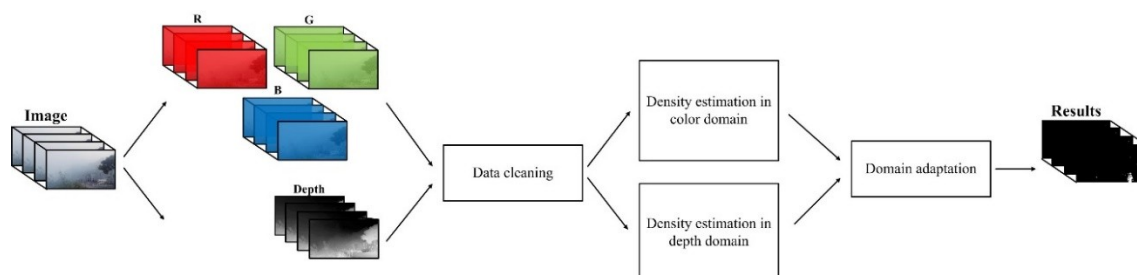 R
G
B
Image
Depth
Data cleaning
Density estimation in
color domain
Density estimation in
depth domain
Domain adaptation
Results